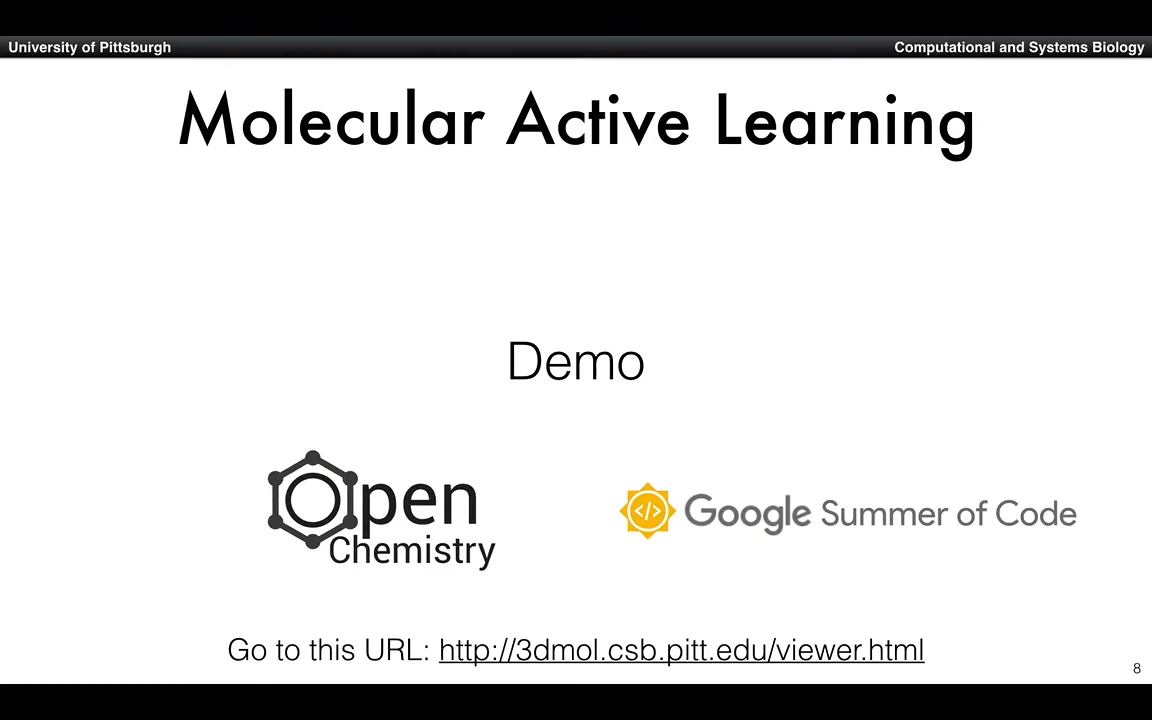 University of Pittsburgh
Computational and Systems Biology
Molecular Active Learning
Demo
Open
Chemistry
Google Summer of Code
Go to this URL: http://3dmol.csb.pitt.edu/viewer.html
8